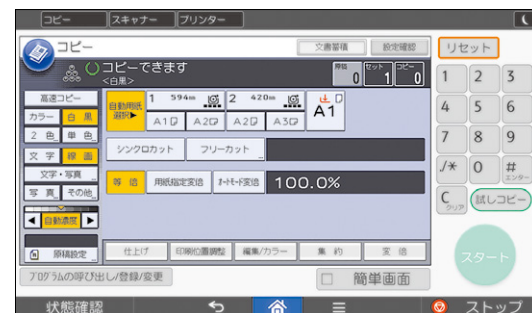 コピー スキャナー プリンター
コピー 文書蓄積 設定確認 リセット
コピーできます 原稿 0 セット 1 コピー 0
<白黒>
高速コピー 自動用紙選択▶ 1 594mm 2 420mm A1
A1 A2 A2 A3
カラー 白 黒
2 色 単 色
シンクロカット フリーカット
文 字 線 画
文字・写真
写 真 その他
等 倍 用紙指定変倍 オートモード変倍 100.0%
◀ 自動濃度 ▶
原稿設定 仕上げ 印刷位置調整 編集/カラー 集 約 変 倍
プログラムの呼び出し/登録/変更 簡単画面
状態確認 ストップ
1 2 3
4 5 6
7 8 9
./* 0 #
エンター
C クリア 試しコピー
スタート